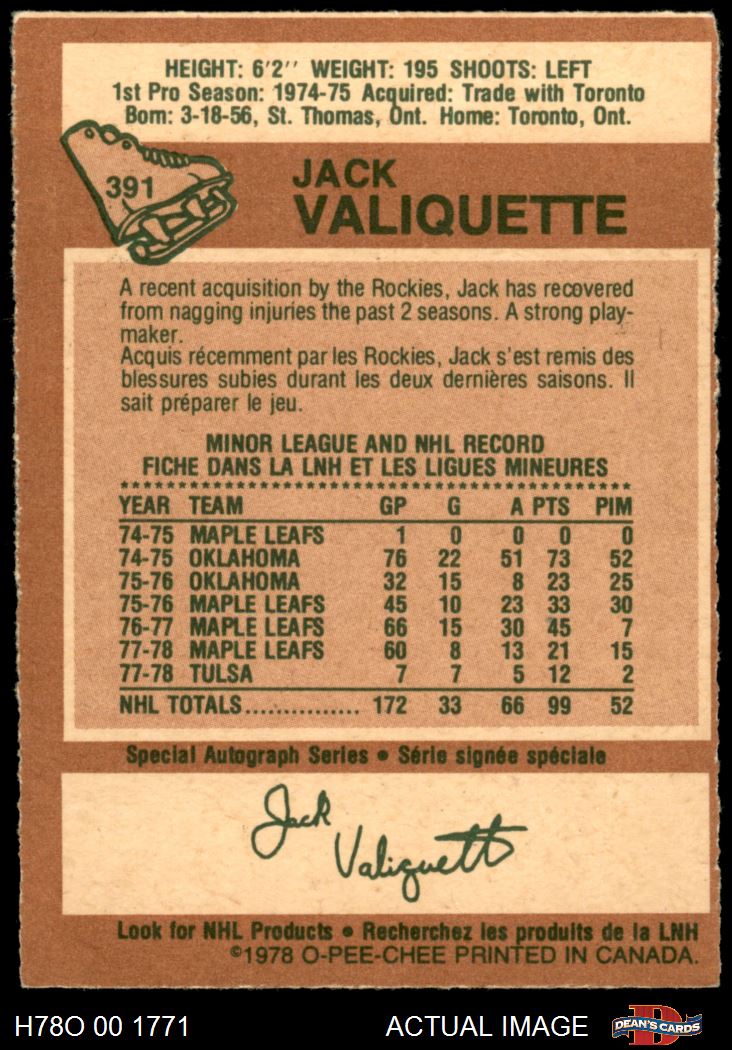 HEIGHT: 6'2'' WEIGHT: 195 SHOOTS: LEFT
1st Pro Season: 1974-75 Acquired: Trade with Toronto
Born: 3-18-56, St. Thomas, Ont. Home: Toronto, Ont.
391
JACK
VALIQUETTE
A recent acquisition by the Rockies, Jack has recovered
from nagging injuries the past 2 seasons. A strong play-
maker.
Acquis récemment par les Rockies, Jack s'est remis des
blessures subies durant les deux dernières saisons. Il
sait préparer le jeu.
MINOR LEAGUE AND NHL RECORD
FICHE DANS LA LNH ET LES LIGUES MINEURES
YEAR TEAM GP G A PTS PIM
74-75 MAPLE LEAFS 1 0 0 0 0
74-75 OKLAHOMA 76 22 51 73 52
75-76 OKLAHOMA 32 15 8 23 25
75-76 MAPLE LEAFS 45 10 23 33 30
76-77 MAPLE LEAFS 66 15 30 45 7
77-78 MAPLE LEAFS 60 8 13 21 15
77-78 TULSA 7 7 5 12 2
NHL TOTALS............... 172 33 66 99 52
Special Autograph Series • Série signée spéciale
Jack
Valiquette
Look for NHL Products • Recherchez les produits de la LNH
©1978 O-PEE-CHEE PRINTED IN CANADA.
H78O 00 1771 ACTUAL IMAGE DEAN'S CARDS